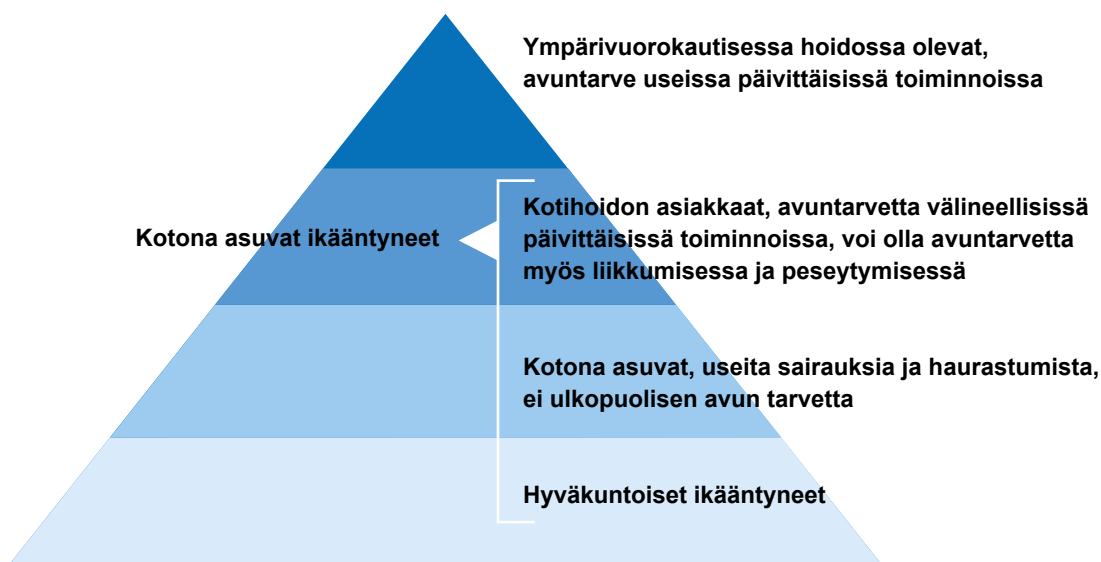 Ympärivuorokautisessa hoidossa olevat,
avuntarve useissa päivittäisissä toiminnoissa
Kotona asuvat ikääntyneet
Kotihoidon asiakkaat, avuntarvetta välineellisissä
päivittäisissä toiminnoissa, voi olla avuntarvetta
myös liikkumisessa ja peseytymisessä
Kotona asuvat, useita sairauksia ja haurastumista,
ei ulkopuolisen avun tarvetta
Hyväkuntoiset ikääntyneet